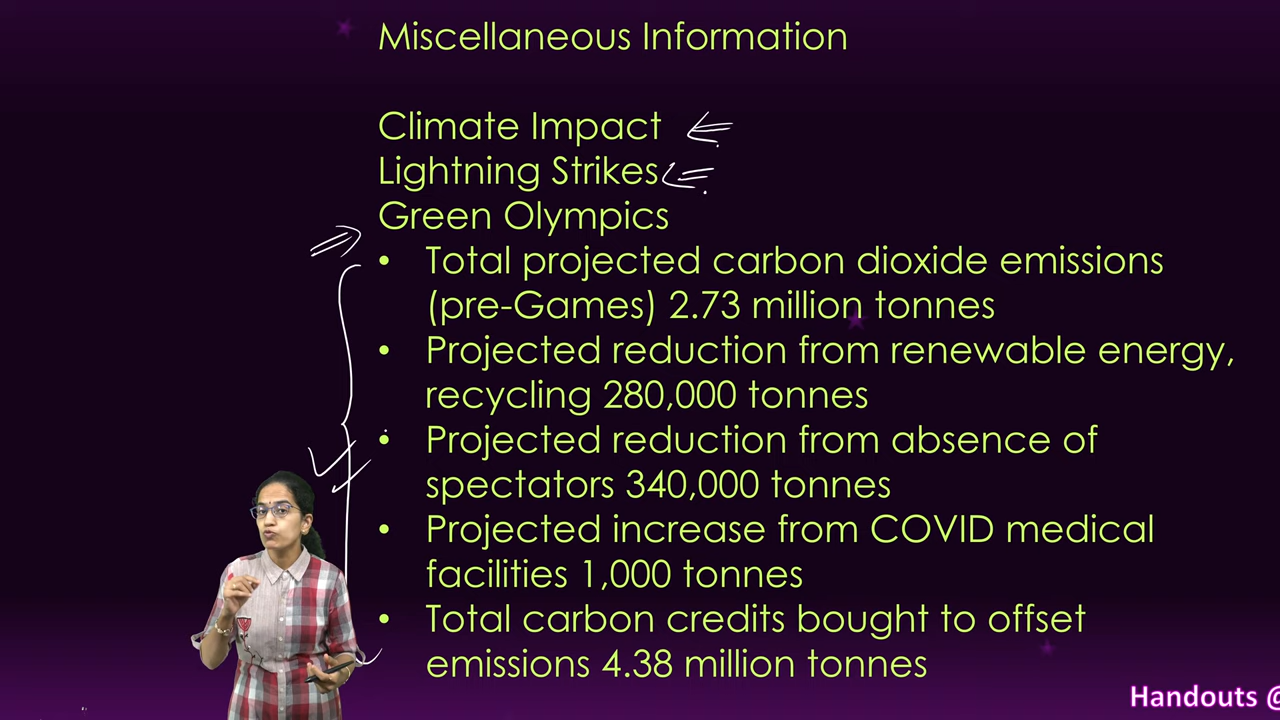 Miscellaneous Information
Climate Impact
Lightning Strikes
Green Olympics
• Total projected carbon dioxide emissions
(pre-Games) 2.73 million tonnes
• Projected reduction from renewable energy,
recycling 280,000 tonnes
• Projected reduction from absence of
spectators 340,000 tonnes
• Projected increase from COVID medical
facilities 1,000 tonnes
• Total carbon credits bought to offset
emissions 4.38 million tonnes
Handouts @